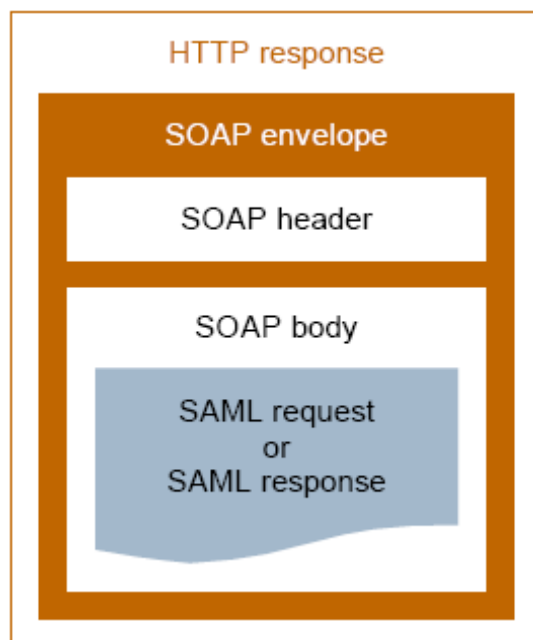 HTTP response
SOAP envelope
SOAP header
SOAP body
SAML request
or
SAML response